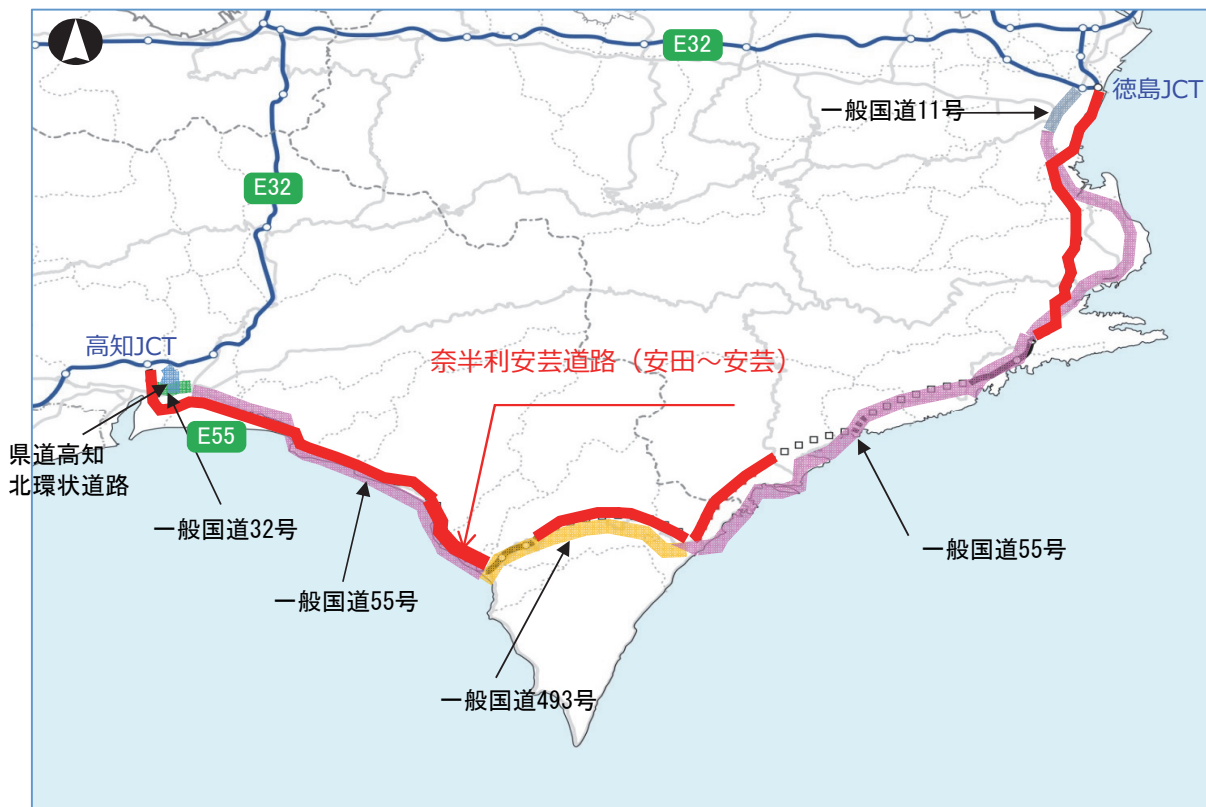 E32
徳島JCT
一般国道11号
E32
高知JCT
奈半利安芸道路（安田～安芸）
E55
県道高知
北環状道路
一般国道32号
一般国道55号
一般国道55号
一般国道493号